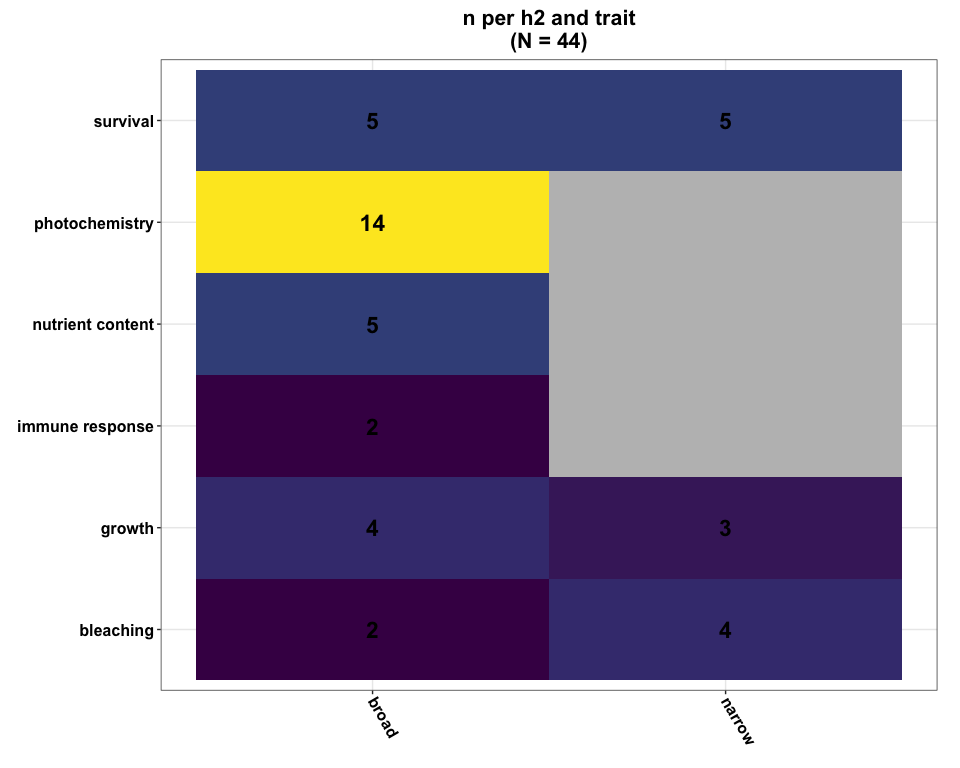 n per h2 and trait
(N = 44)
survival 5 5
photochemistry 14
nutrient content 5
immune response 2
growth 4 3
bleaching 2 4
broad narrow